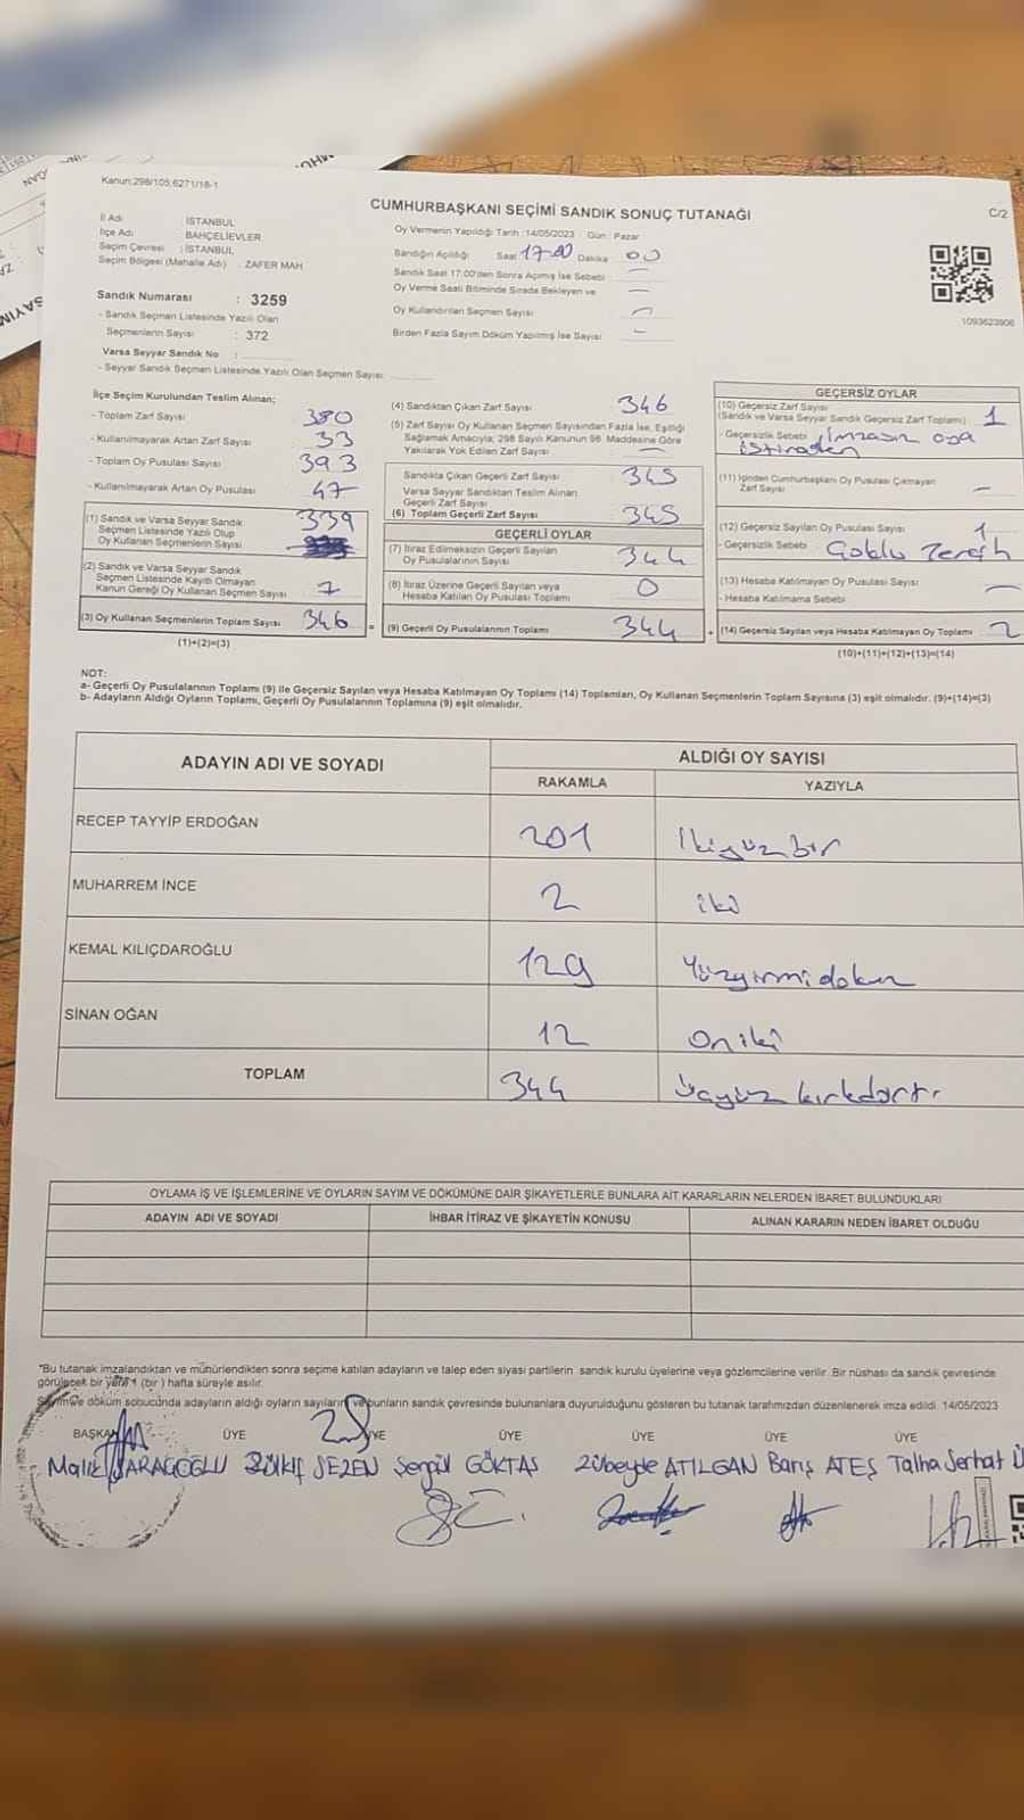 Kanun:298/105;6271/18-1
CUMHURBAŞKANI SEÇİMİ SANDIK SONUÇ TUTANAĞI
C/2
İl Adı İSTANBUL
İlçe Adı BAHÇELİEVLER
Seçim Çevresi : İSTANBUL
Seçim Bölgesi (Mahalle Adı) : ZAFER MAH
Sandık Numarası : 3259
- Sandık Seçmen Listesinde Yazılı Olan
Seçmenlerin Sayısı : 372
Varsa Seyyar Sandık No :
- Seyyar Sandık Seçmen Listesinde Yazılı Olan Seçmen Sayısı
Oy Vermenin Yapıldığı Tarih :14/05/2023 : Gün : Pazar
Sandığın Açıldığı Saat 17:00 Dakika 00
Sandık Saat 17:00'den Sonra Açılmış İse Sebebi
Oy Verme Saati Bitiminde Sırada Bekleyen ve
Oy Kullandırılan Seçmen Sayısı
Birden Fazla Sayım Döküm Yapılmış İse Sayısı
1093623906
İlçe Seçim Kurulundan Teslim Alınan;
- Toplam Zarf Sayısı 380
- Kullanılmayarak Artan Zarf Sayısı 33
- Toplam Oy Pusulası Sayısı 393
- Kullanılmayarak Artan Oy Pusulası 47
(1) Sandık ve Varsa Seyyar Sandık 339
Seçmen Listesinde Yazılı Olup
Oy Kullanan Seçmenlerin Sayısı
(2) Sandık ve Varsa Seyyar Sandık
Seçmen Listesinde Kayıtlı Olmayan
Kanun Gereği Oy Kullanan Seçmen Sayısı 7
(3) Oy Kullanan Seçmenlerin Toplam Sayısı 346 =
(1)+(2)=(3)
(4) Sandıktan Çıkan Zarf Sayısı 346
(5) Zarf Sayısı Oy Kullanan Seçmen Sayısından Fazla İse, Eşitliği
Sağlamak Amacıyla, 298 Sayılı Kanunun 98. Maddesine Göre
Yakılarak Yok Edilen Zarf Sayısı
Sandıkta Çıkan Geçerli Zarf Sayısı 345
Varsa Seyyar Sandıktan Teslim Alınan
Geçerli Zarf Sayısı
(6) Toplam Geçerli Zarf Sayısı 345
GEÇERLİ OYLAR
(7) İtiraz Edilmeksizin Geçerli Sayılan
Oy Pusulalarının Sayısı 344
(8) İtiraz Üzerine Geçerli Sayılan veya
Hesaba Katılan Oy Pusulası Toplamı 0
(9) Geçerli Oy Pusulalarının Toplamı 344 +
GEÇERSİZ OYLAR
(10) Geçersiz Zarf Sayısı
(Sandık ve Varsa Seyyar Sandık Geçersiz Zarf Toplamı) 1
- Geçersizlik Sebebi
(11) İçinden Cumhurbaşkanı Oy Pusulası Çıkmayan
Zarf Sayısı -
(12) Geçersiz Sayılan Oy Pusulası Sayısı 1
- Geçersizlik Sebebi Çoklu Tercih
(13) Hesaba Katılmayan Oy Pusulası Sayısı
- Hesaba Katılmama Sebebi
(14) Geçersiz Sayılan veya Hesaba Katılmayan Oy Toplamı 2
(10)+(11)+(12)+(13)=(14)
NOT:
a- Geçerli Oy Pusulalarının Toplamı (9) ile Geçersiz Sayılan veya Hesaba Katılmayan Oy Toplamı (14) Toplamları, Oy Kullanan Seçmenlerin Toplam Sayısına (3) eşit olmalıdır. (9)+(14)=(3)
b- Adayların Aldığı Oyların Toplamı, Geçerli Oy Pusulalarının Toplamına (9) eşit olmalıdır.
ADAYIN ADI VE SOYADI
ALDIĞI OY SAYISI
RAKAMLA YAZIYLA
RECEP TAYYİP ERDOĞAN 201 İkiyüzbir
MUHARREM İNCE 2 iki
KEMAL KILIÇDAROĞLU 129 Yüzyirmidokuz
SİNAN OĞAN 12 Oniki
TOPLAM 344 üçyüz kırkdört
OYLAMA İŞ VE İŞLEMLERİNE VE OYLARIN SAYIM VE DÖKÜMÜNE DAİR ŞİKAYETLERLE BUNLARA AİT KARARLARIN NELERDEN İBARET BULUNDUKLARI
ADAYIN ADI VE SOYADI İHBAR İTİRAZ VE ŞİKAYETİN KONUSU ALINAN KARARIN NEDEN İBARET OLDUĞU
"Bu tutanak imzalandıktan ve mühürlendikten sonra seçime katılan adayların ve talep eden siyasi partilerin sandık kurulu üyelerine veya gözlemcilerine verilir. Bir nüshası da sandık çevresinde
görülecek bir yere 1 (bir) hafta süreyle asılır.
Sayım ve döküm sonucunda adayların aldığı oyların sayılarını ve bunların sandık çevresinde bulunanlara duyurulduğunu gösteren bu tutanak tarafımızdan düzenlenerek imza edildi. 14/05/2023
BAŞKAN ÜYE ÜYE ÜYE ÜYE ÜYE ÜYE
Malik KARACOĞLU Zülkif SEZEN Şengül GÖKTAŞ Zübeyde ATILGAN Barış ATEŞ Talha Serhat